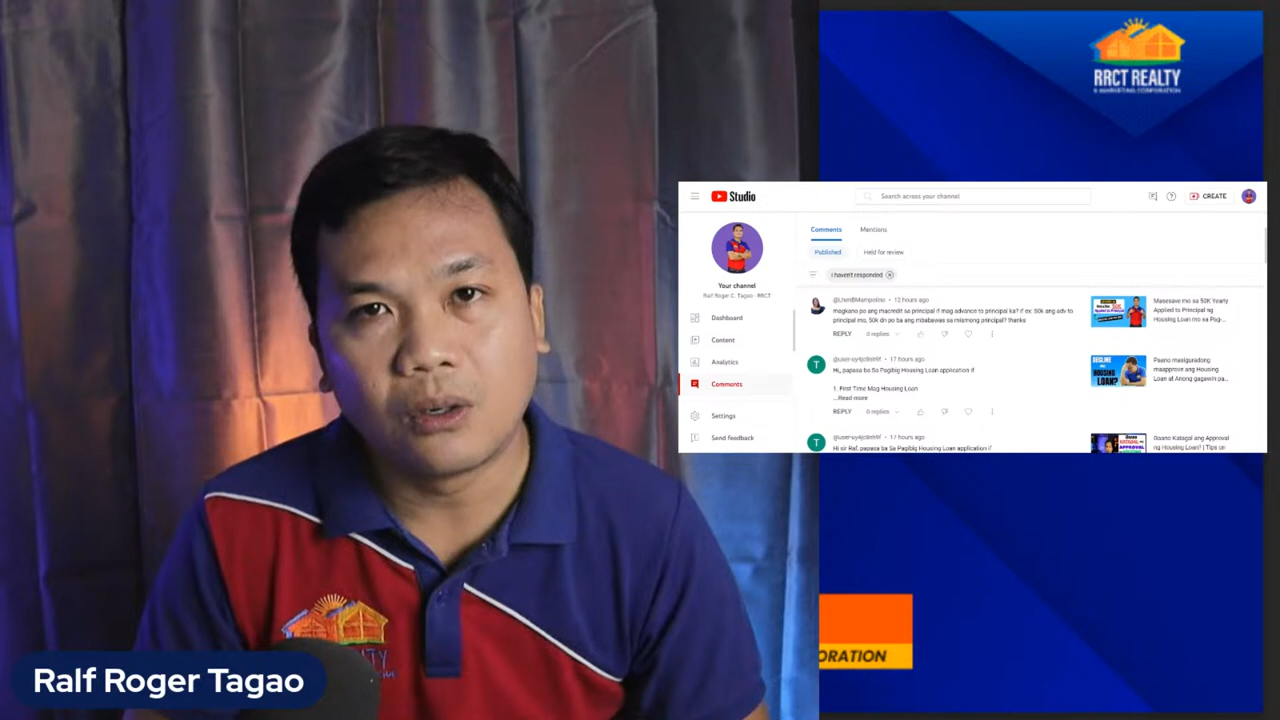 RRCT REALTY
& MARKETING CORPORATION
Studio
Search across your channel
CREATE
Your channel
Ralf Roger C. Tagao - RRCT
Dashboard
Content
Analytics
Comments
Settings
Send feedback
Comments
Mentions
Published
Held for review
I haven't responded
12 hours ago
magkano po ang macredit sa principal if mag advance to principal ka? if ex: 50k ang adv to
principal mo, 50k dn po ba ang mbabawas sa mismong principal? thanks
REPLY
0 replies
Masesave mo sa 50K Yearly
Applied to Principal ng
Housing Loan mo sa Pag-...
T
17 hours ago
Hi, papasa ba Sa Pagibig Housing Loan application if
1. First Time Mag Housing Loan
...Read more
REPLY
0 replies
DECLINE
HOUSING
LOAN?
Paano masiguradong
maapprove ang Housing
Loan at Anong gagawin pa...
T
17 hours ago
Hi sir Raf, papasa ba Sa Pagibig Housing Loan application if
Gaano Katagal ang Approval
ng Housing Loan? | Tips on
ORATION
Ralf Roger Tagao